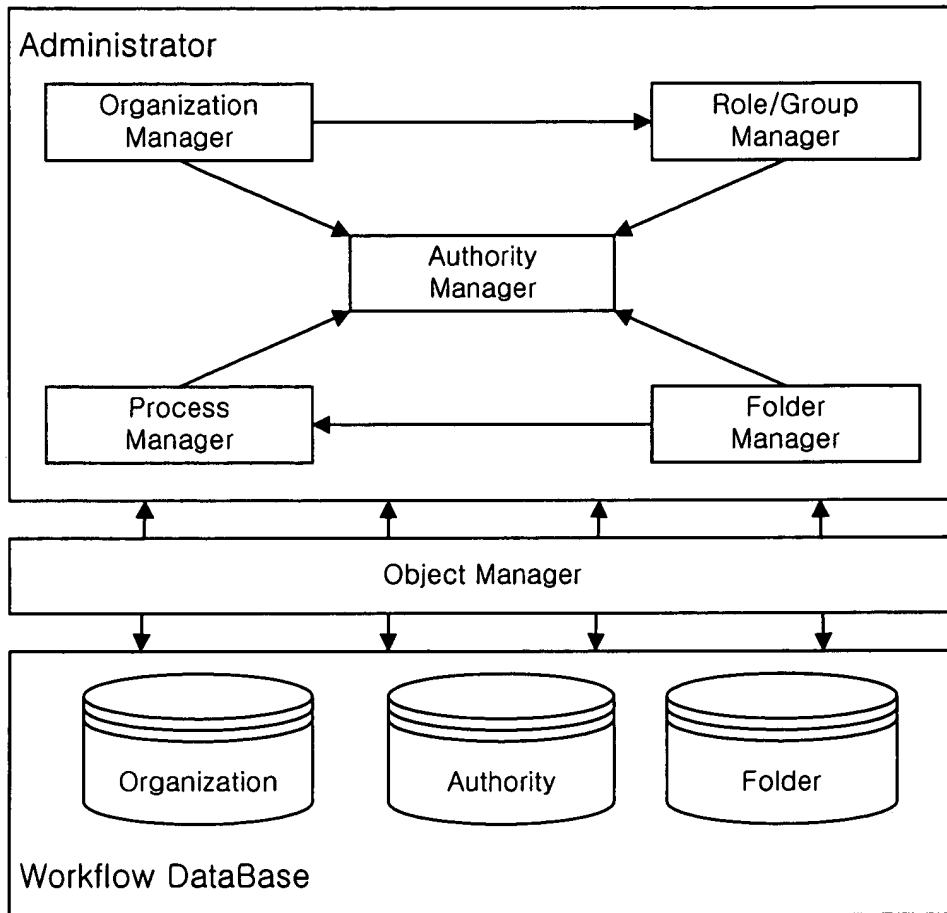 Administrator
Organization
Manager
Role/Group
Manager
Authority
Manager
Process
Manager
Folder
Manager
Object Manager
Organization
Authority
Folder
Workflow DataBase